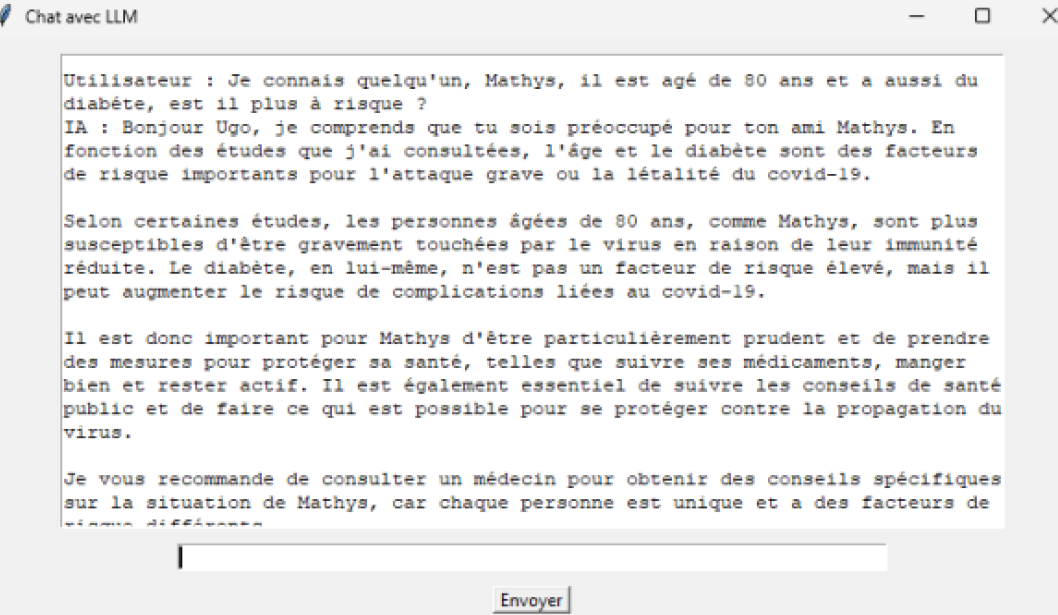 Chat avec LLM
Utilisateur : Je connais quelqu'un, Mathys, il est agé de 80 ans et a aussi du
diabéte, est il plus à risque ?
IA : Bonjour Ugo, je comprends que tu sois préoccupé pour ton ami Mathys. En
fonction des études que j'ai consultées, l'âge et le diabète sont des facteurs
de risque importants pour l'attaque grave ou la létalité du covid-19.
Selon certaines études, les personnes âgées de 80 ans, comme Mathys, sont plus
susceptibles d'être gravement touchées par le virus en raison de leur immunité
réduite. Le diabète, en lui-même, n'est pas un facteur de risque élevé, mais il
peut augmenter le risque de complications liées au covid-19.
Il est donc important pour Mathys d'être particulièrement prudent et de prendre
des mesures pour protéger sa santé, telles que suivre ses médicaments, manger
bien et rester actif. Il est également essentiel de suivre les conseils de santé
public et de faire ce qui est possible pour se protéger contre la propagation du
virus.
Je vous recommande de consulter un médecin pour obtenir des conseils spécifiques
sur la situation de Mathys, car chaque personne est unique et a des facteurs de
risque différents
Envoyer